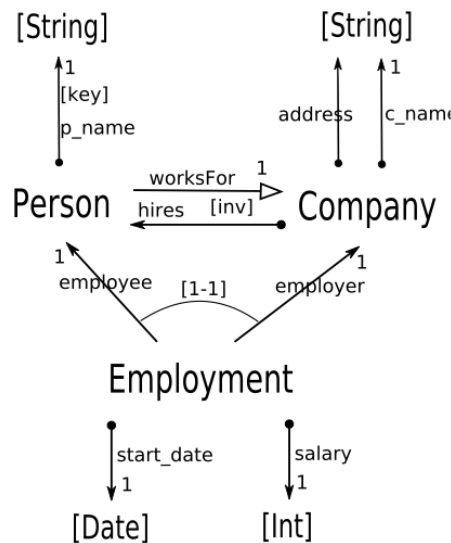 [String] [String]
1 1
[key]
p_name address c_name
worksFor 1
Person hires [inv] Company
1 1
employee [1-1] employer
Employment
start_date salary
1 1
[Date] [Int]